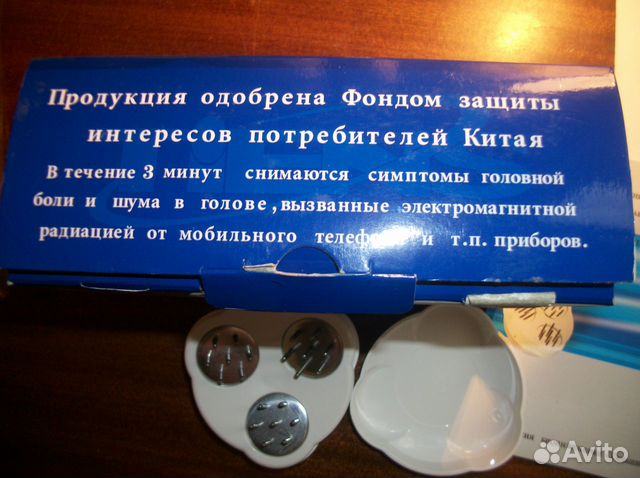 Продукция одобрена Фондом защиты
интересов потребителей Китая
В течение 3 минут снимаются симптомы головной
боли и шума в голове, вызванные электромагнитной
радиацией от мобильного телефона и т.п. приборов.
Avito